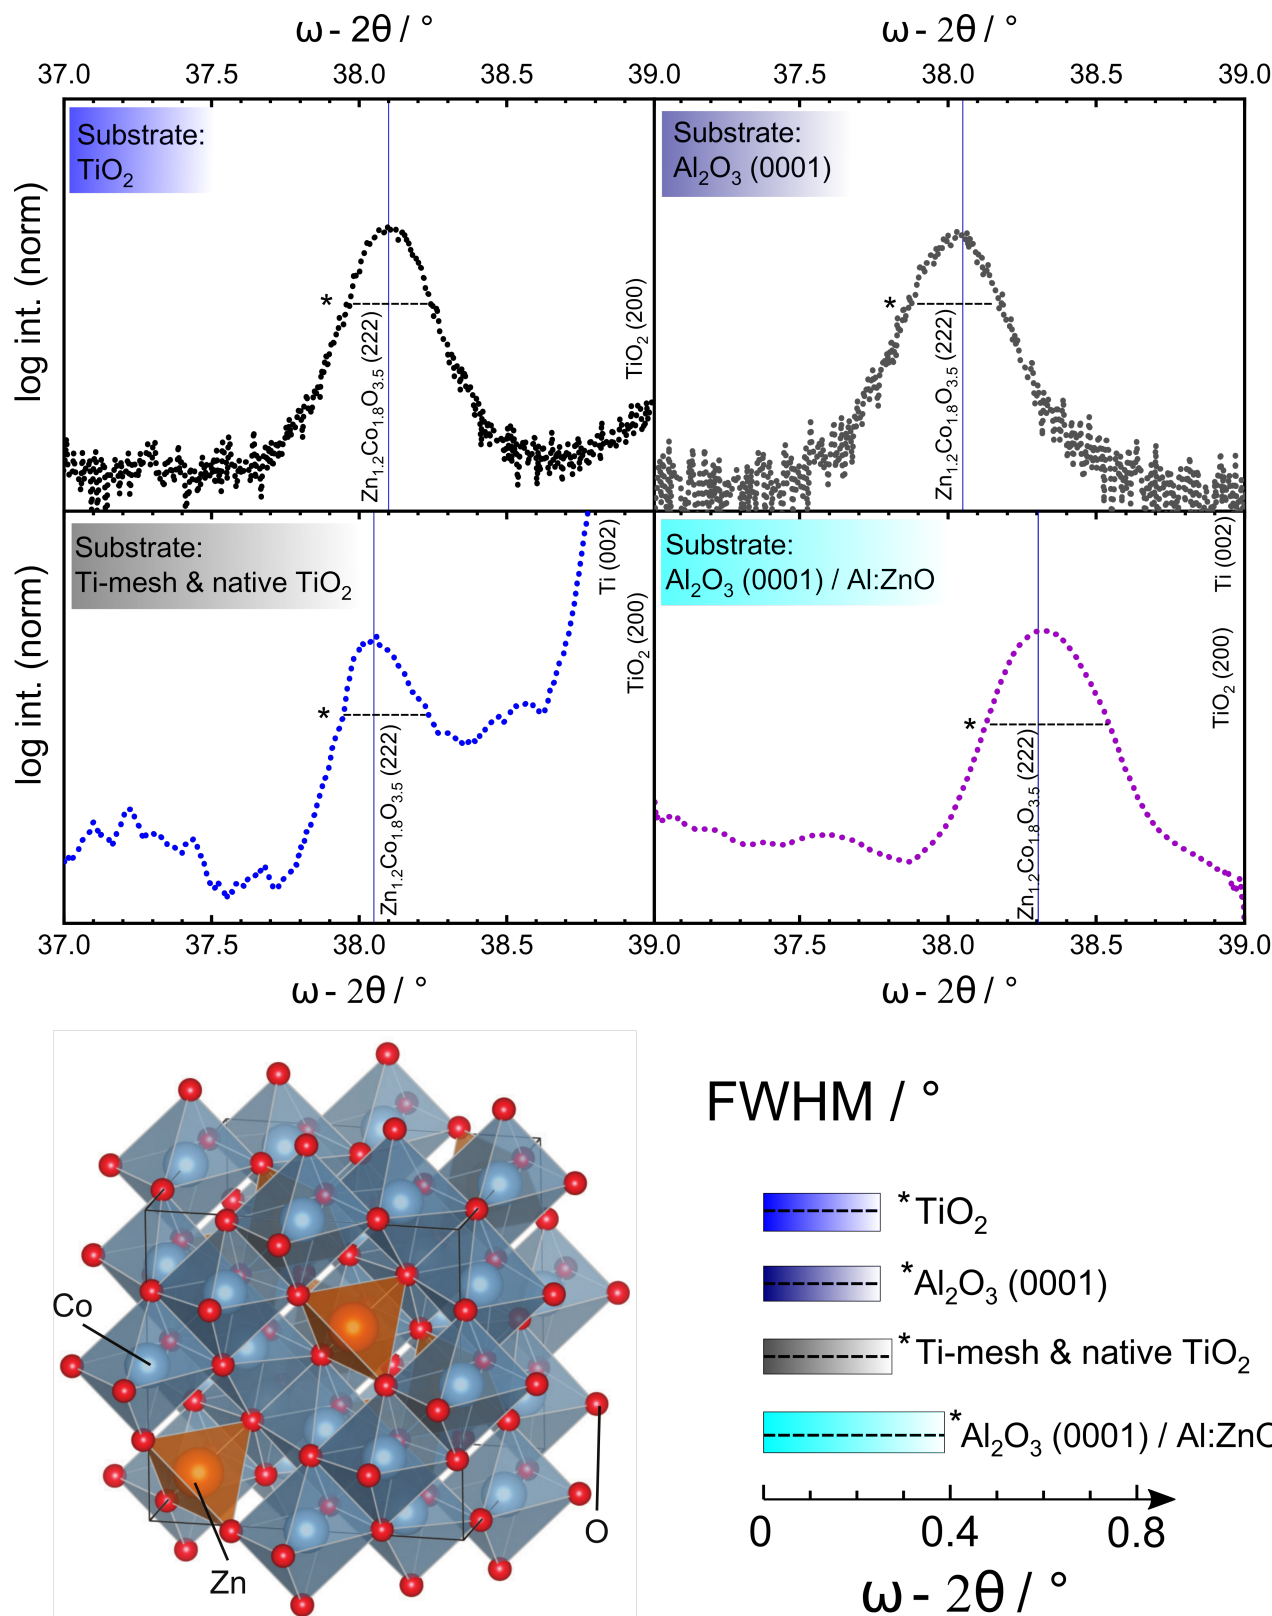 ω - 2θ / °
ω - 2θ / °
37.0 37.5 38.0 38.5 39.0 37.5 38.0 38.5 39.0
log int. (norm)
Substrate:
TiO2
*
Zn1.2Co1.8O3.5 (222)
TiO2 (200)
Substrate:
Al2O3 (0001)
*
Zn1.2Co1.8O3.5 (222)
log int. (norm)
Substrate:
Ti-mesh & native TiO2
*
Zn1.2Co1.8O3.5 (222)
Ti (002)
TiO2 (200)
Substrate:
Al2O3 (0001) / Al:ZnO
*
Zn1.2Co1.8O3.5 (222)
Ti (002)
TiO2 (200)
37.0 37.5 38.0 38.5 39.0 37.5 38.0 38.5 39.0
ω - 2θ / °
ω - 2θ / °
Co
Zn
O
FWHM / °
*TiO2
*Al2O3 (0001)
*Ti-mesh & native TiO2
*Al2O3 (0001) / Al:ZnO
0 0.4 0.8
ω - 2θ / °